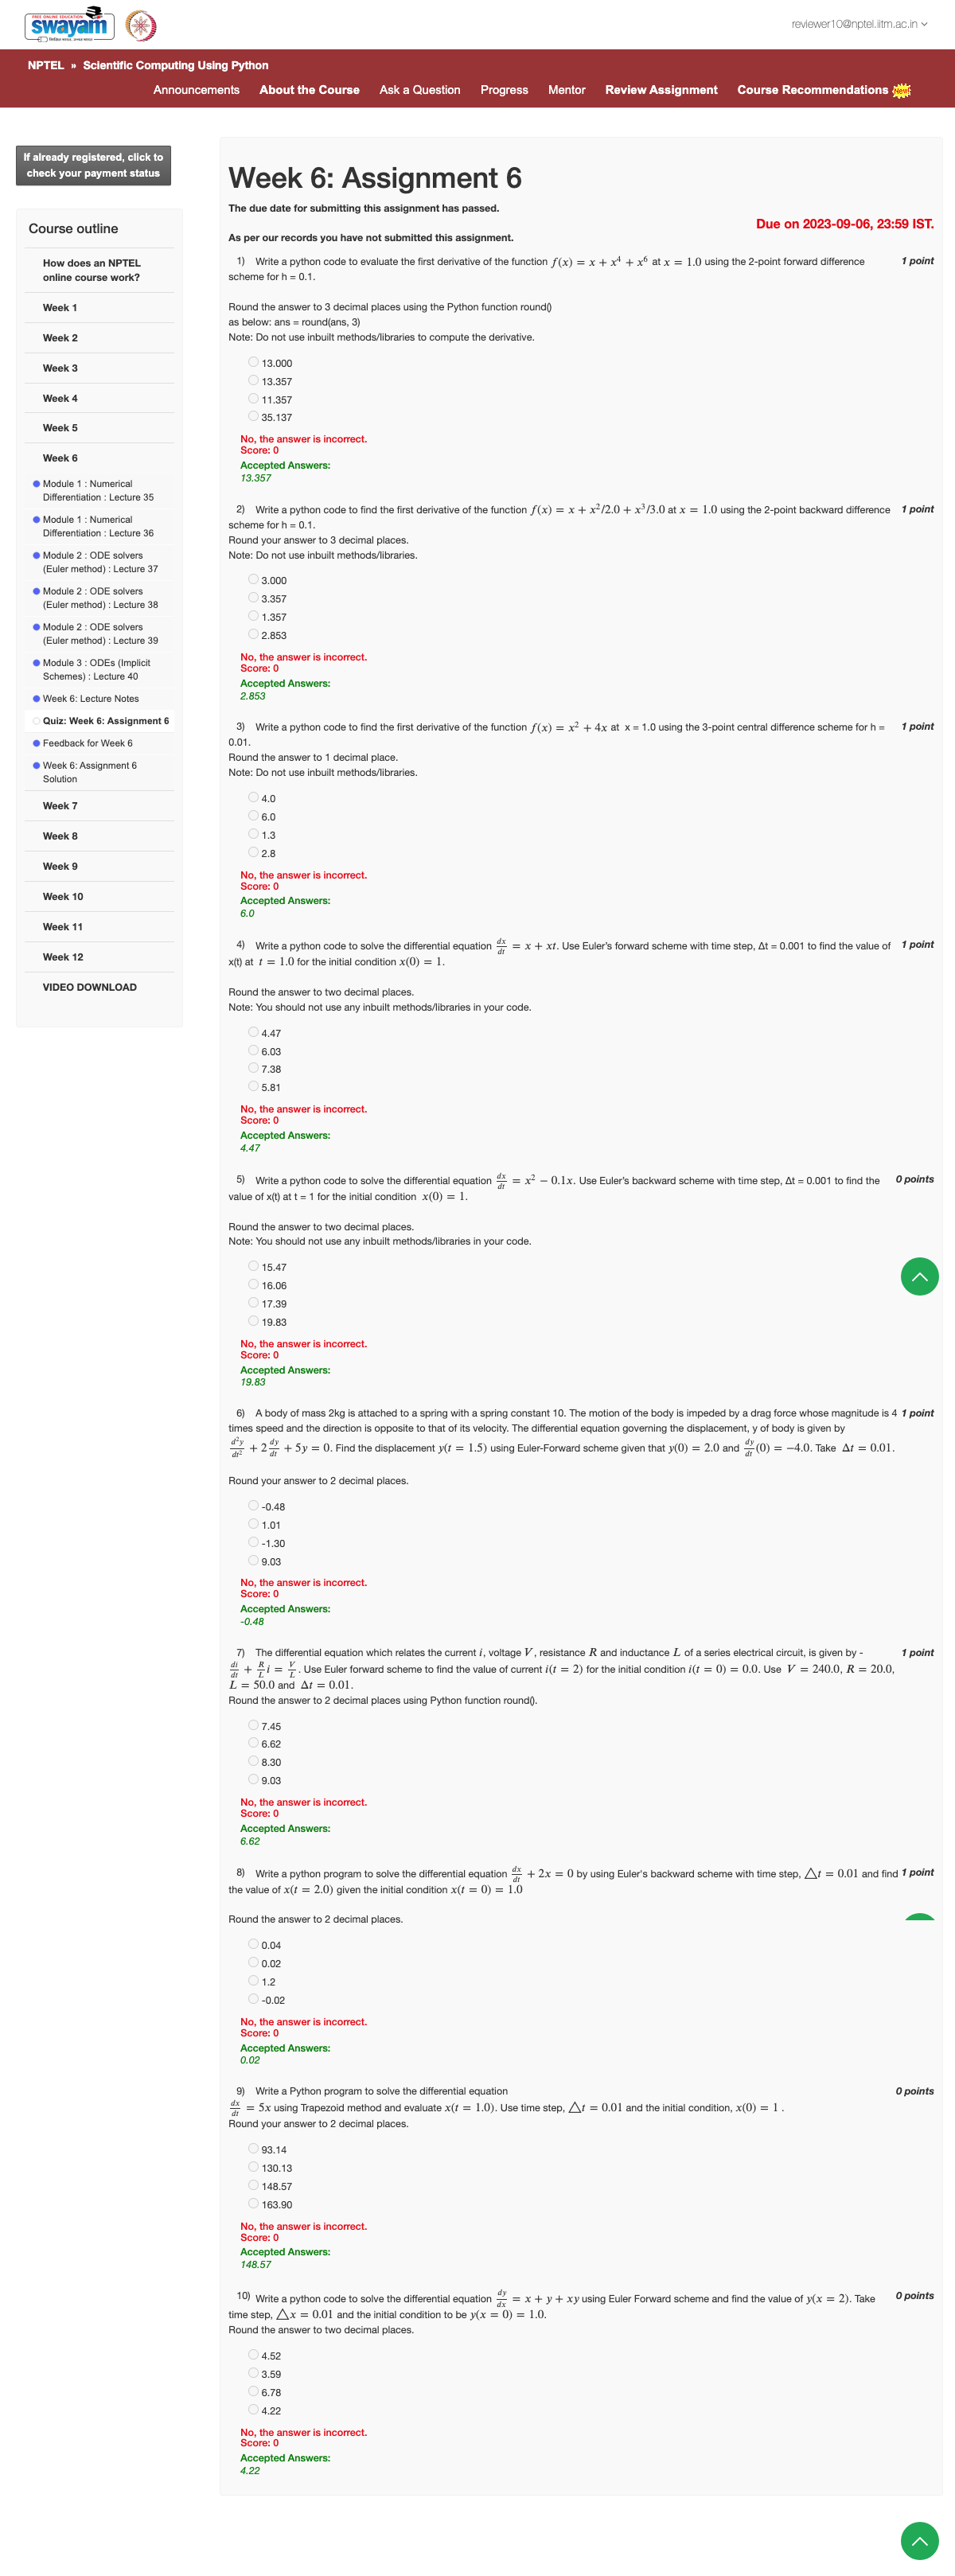 FREE ONLINE EDUCATION
swayam
reviewer10@nptel.iitm.ac.in
NPTEL » Scientific Computing Using Python
Announcements About the Course Ask a Question Progress Mentor Review Assignment Course Recommendations
If already registered, click to
check your payment status
Course outline
How does an NPTEL
online course work?
Week 1
Week 2
Week 3
Week 4
Week 5
Week 6
Module 1 : Numerical
Differentiation : Lecture 35
Module 1 : Numerical
Differentiation : Lecture 36
Module 2 : ODE solvers
(Euler method) : Lecture 37
Module 2 : ODE solvers
(Euler method) : Lecture 38
Module 2 : ODE solvers
(Euler method) : Lecture 39
Module 3 : ODEs (Implicit
Schemes) : Lecture 40
Week 6: Lecture Notes
Quiz: Week 6: Assignment 6
Feedback for Week 6
Week 6: Assignment 6
Solution
Week 7
Week 8
Week 9
Week 10
Week 11
Week 12
VIDEO DOWNLOAD
Week 6: Assignment 6
The due date for submitting this assignment has passed.
Due on 2023-09-06, 23:59 IST.
As per our records you have not submitted this assignment.
1) Write a python code to evaluate the first derivative of the function f(x) = x + x⁴ + x⁶ at x = 1.0 using the 2-point forward difference 1 point
scheme for h = 0.1.
Round the answer to 3 decimal places using the Python function round()
as below: ans = round(ans, 3)
Note: Do not use inbuilt methods/libraries to compute the derivative.
13.000
13.357
11.357
35.137
No, the answer is incorrect.
Score: 0
Accepted Answers:
13.357
2) Write a python code to find the first derivative of the function f(x) = x + x²/2.0 + x³/3.0 at x = 1.0 using the 2-point backward difference 1 point
scheme for h = 0.1.
Round your answer to 3 decimal places.
Note: Do not use inbuilt methods/libraries.
3.000
3.357
1.357
2.853
No, the answer is incorrect.
Score: 0
Accepted Answers:
2.853
3) Write a python code to find the first derivative of the function f(x) = x² + 4x at x = 1.0 using the 3-point central difference scheme for h = 1 point
0.01.
Round the answer to 1 decimal place.
Note: Do not use inbuilt methods/libraries.
4.0
6.0
1.3
2.8
No, the answer is incorrect.
Score: 0
Accepted Answers:
6.0
4) Write a python code to solve the differential equation dx/dt = x + xt. Use Euler's forward scheme with time step, Δt = 0.001 to find the value of 1 point
x(t) at t = 1.0 for the initial condition x(0) = 1.
Round the answer to two decimal places.
Note: You should not use any inbuilt methods/libraries in your code.
4.47
6.03
7.38
5.81
No, the answer is incorrect.
Score: 0
Accepted Answers:
4.47
5) Write a python code to solve the differential equation dx/dt = x² − 0.1x. Use Euler's backward scheme with time step, Δt = 0.001 to find the 0 points
value of x(t) at t = 1 for the initial condition x(0) = 1.
Round the answer to two decimal places.
Note: You should not use any inbuilt methods/libraries in your code.
15.47
16.06
17.39
19.83
No, the answer is incorrect.
Score: 0
Accepted Answers:
19.83
6) A body of mass 2kg is attached to a spring with a spring constant 10. The motion of the body is impeded by a drag force whose magnitude is 4 1 point
times speed and the direction is opposite to that of its velocity. The differential equation governing the displacement, y of body is given by
d²y/dt² + 2 dy/dt + 5y = 0. Find the displacement y(t = 1.5) using Euler-Forward scheme given that y(0) = 2.0 and dy/dt (0) = −4.0. Take Δt = 0.01.
Round your answer to 2 decimal places.
-0.48
1.01
-1.30
9.03
No, the answer is incorrect.
Score: 0
Accepted Answers:
-0.48
7) The differential equation which relates the current i, voltage V, resistance R and inductance L of a series electrical circuit, is given by - 1 point
di/dt + R/L i = V/L. Use Euler forward scheme to find the value of current i(t = 2) for the initial condition i(t = 0) = 0.0. Use V = 240.0, R = 20.0,
L = 50.0 and Δt = 0.01.
Round the answer to 2 decimal places using Python function round().
7.45
6.62
8.30
9.03
No, the answer is incorrect.
Score: 0
Accepted Answers:
6.62
8) Write a python program to solve the differential equation dx/dt + 2x = 0 by using Euler's backward scheme with time step, △t = 0.01 and find 1 point
the value of x(t = 2.0) given the initial condition x(t = 0) = 1.0
Round the answer to 2 decimal places.
0.04
0.02
1.2
-0.02
No, the answer is incorrect.
Score: 0
Accepted Answers:
0.02
9) Write a Python program to solve the differential equation 0 points
dx/dt = 5x using Trapezoid method and evaluate x(t = 1.0). Use time step, △t = 0.01 and the initial condition, x(0) = 1 .
Round your answer to 2 decimal places.
93.14
130.13
148.57
163.90
No, the answer is incorrect.
Score: 0
Accepted Answers:
148.57
10) Write a python code to solve the differential equation dy/dx = x + y + xy using Euler Forward scheme and find the value of y(x = 2). Take 0 points
time step, △x = 0.01 and the initial condition to be y(x = 0) = 1.0.
Round the answer to two decimal places.
4.52
3.59
6.78
4.22
No, the answer is incorrect.
Score: 0
Accepted Answers:
4.22